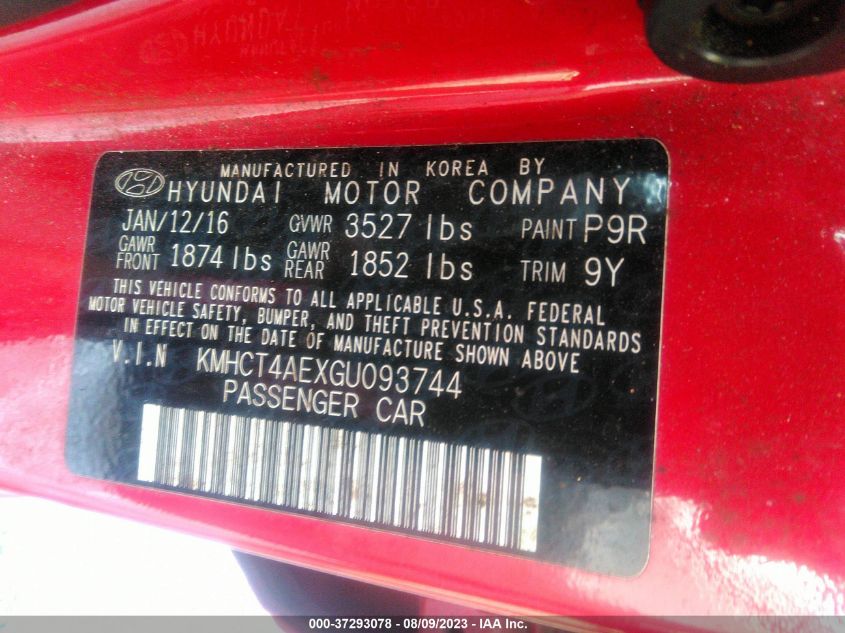 MANUFACTURED IN KOREA BY
HYUNDAI MOTOR COMPANY
JAN/12/16 GVWR 3527 lbs PAINT P9R
GAWR FRONT 1874 lbs GAWR REAR 1852 lbs TRIM 9Y
THIS VEHICLE CONFORMS TO ALL APPLICABLE U.S.A. FEDERAL
MOTOR VEHICLE SAFETY, BUMPER, AND THEFT PREVENTION STANDARDS
IN EFFECT ON THE DATE OF MANUFACTURE SHOWN ABOVE
V.I.N KMHCT4AEXGU093744
PASSENGER CAR
000-37293078 - 08/09/2023 - IAA Inc.